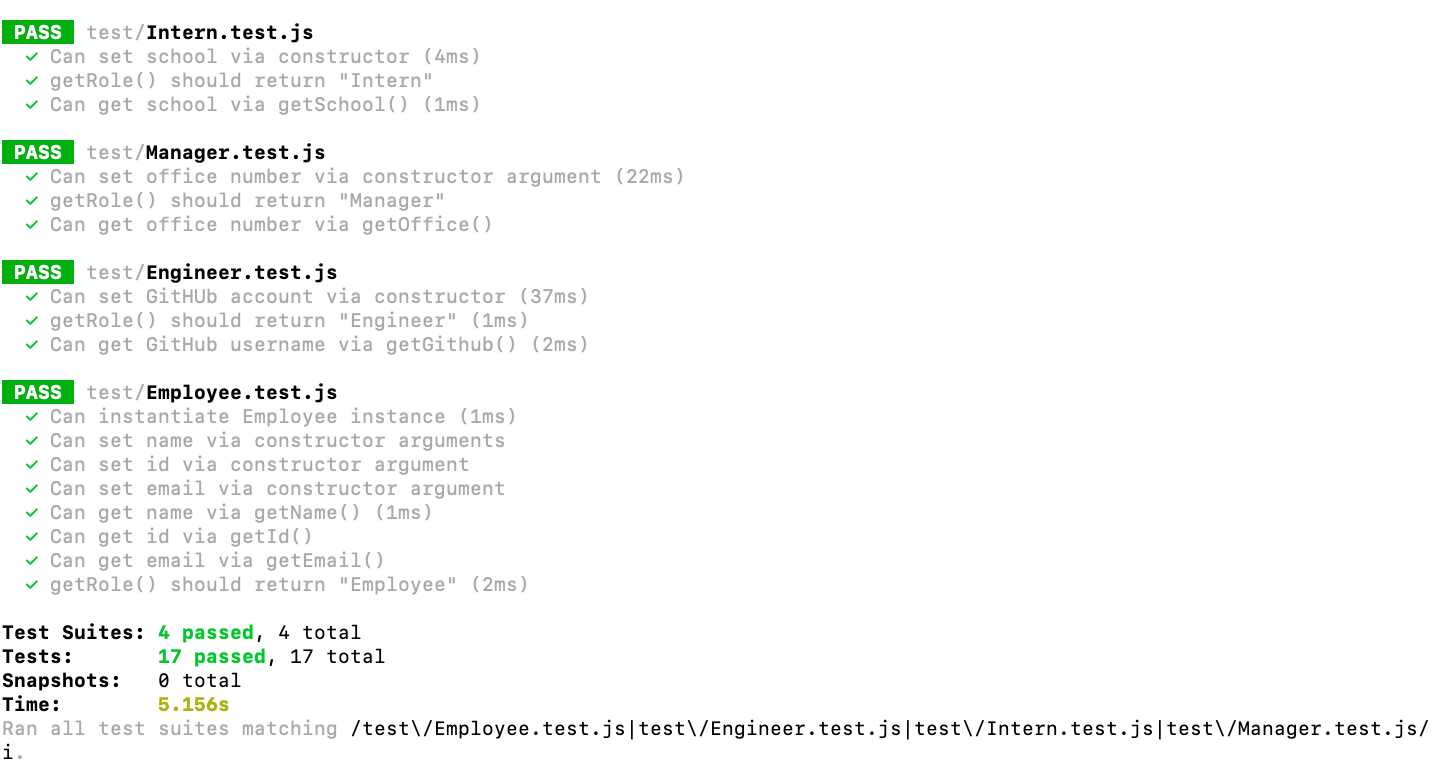 PASS test/Intern.test.js
✓ Can set school via constructor (4ms)
✓ getRole() should return "Intern"
✓ Can get school via getSchool() (1ms)
PASS test/Manager.test.js
✓ Can set office number via constructor argument (22ms)
✓ getRole() should return "Manager"
✓ Can get office number via getOffice()
PASS test/Engineer.test.js
✓ Can set GitHUb account via constructor (37ms)
✓ getRole() should return "Engineer" (1ms)
✓ Can get GitHub username via getGithub() (2ms)
PASS test/Employee.test.js
✓ Can instantiate Employee instance (1ms)
✓ Can set name via constructor arguments
✓ Can set id via constructor argument
✓ Can set email via constructor argument
✓ Can get name via getName() (1ms)
✓ Can get id via getId()
✓ Can get email via getEmail()
✓ getRole() should return "Employee" (2ms)
Test Suites: 4 passed, 4 total
Tests: 17 passed, 17 total
Snapshots: 0 total
Time: 5.156s
Ran all test suites matching /test\/Employee.test.js|test\/Engineer.test.js|test\/Intern.test.js|test\/Manager.test.js/
i.